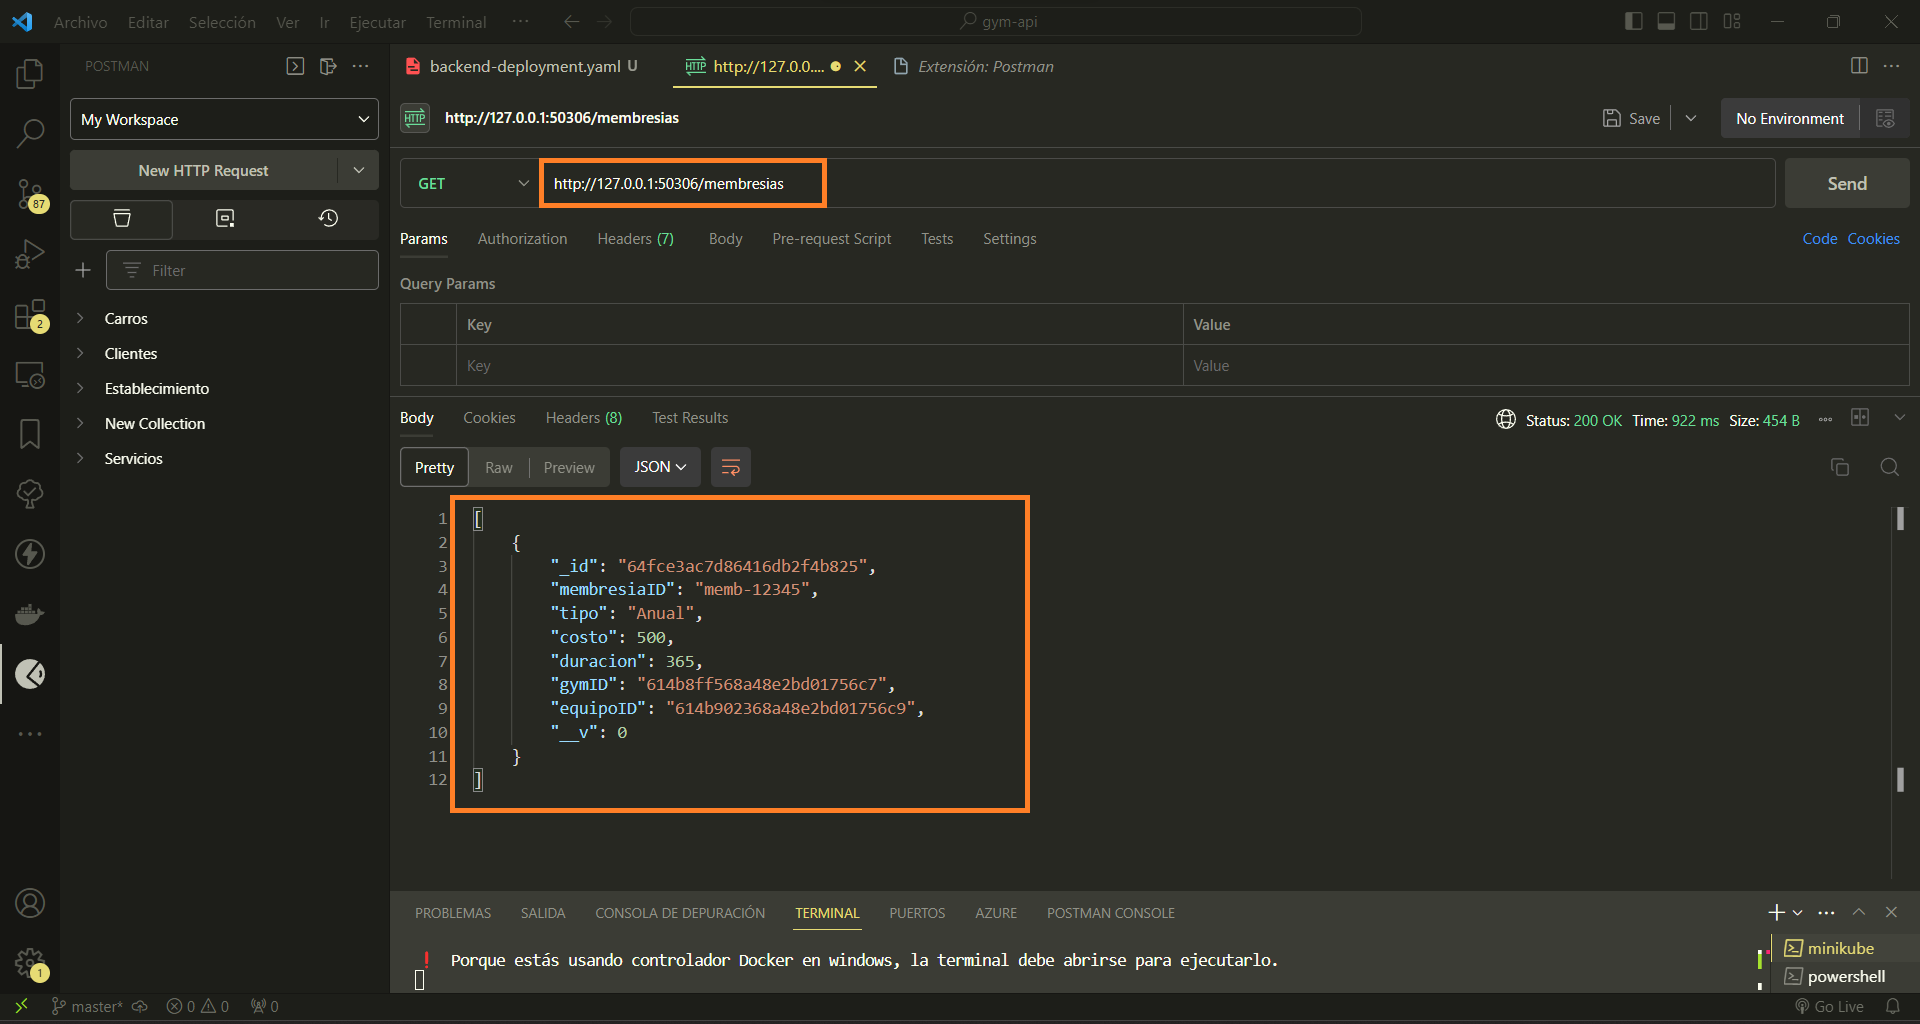 Archivo Editar Selección Ver Ir Ejecutar Terminal ··· gym-api
POSTMAN
My Workspace
New HTTP Request
Filter
Carros
Clientes
Establecimiento
New Collection
Servicios
87
2
1
backend-deployment.yaml U
HTTP http://127.0.0.... Extensión: Postman
HTTP http://127.0.0.1:50306/membresias
Save
No Environment
GET http://127.0.0.1:50306/membresias
Send
Params Authorization Headers (7) Body Pre-request Script Tests Settings
Code Cookies
Query Params
Key Value
Key Value
Body Cookies Headers (8) Test Results
Status: 200 OK Time: 922 ms Size: 454 B
Pretty Raw Preview JSON
1 [
2 {
3 "_id": "64fce3ac7d86416db2f4b825",
4 "membresiaID": "memb-12345",
5 "tipo": "Anual",
6 "costo": 500,
7 "duracion": 365,
8 "gymID": "614b8ff568a48e2bd01756c7",
9 "equipoID": "614b902368a48e2bd01756c9",
10 "__v": 0
11 }
12 ]
PROBLEMAS SALIDA CONSOLA DE DEPURACIÓN TERMINAL PUERTOS AZURE POSTMAN CONSOLE
! Porque estás usando controlador Docker en windows, la terminal debe abrirse para ejecutarlo.
minikube
powershell
master* 0 0 0 Go Live